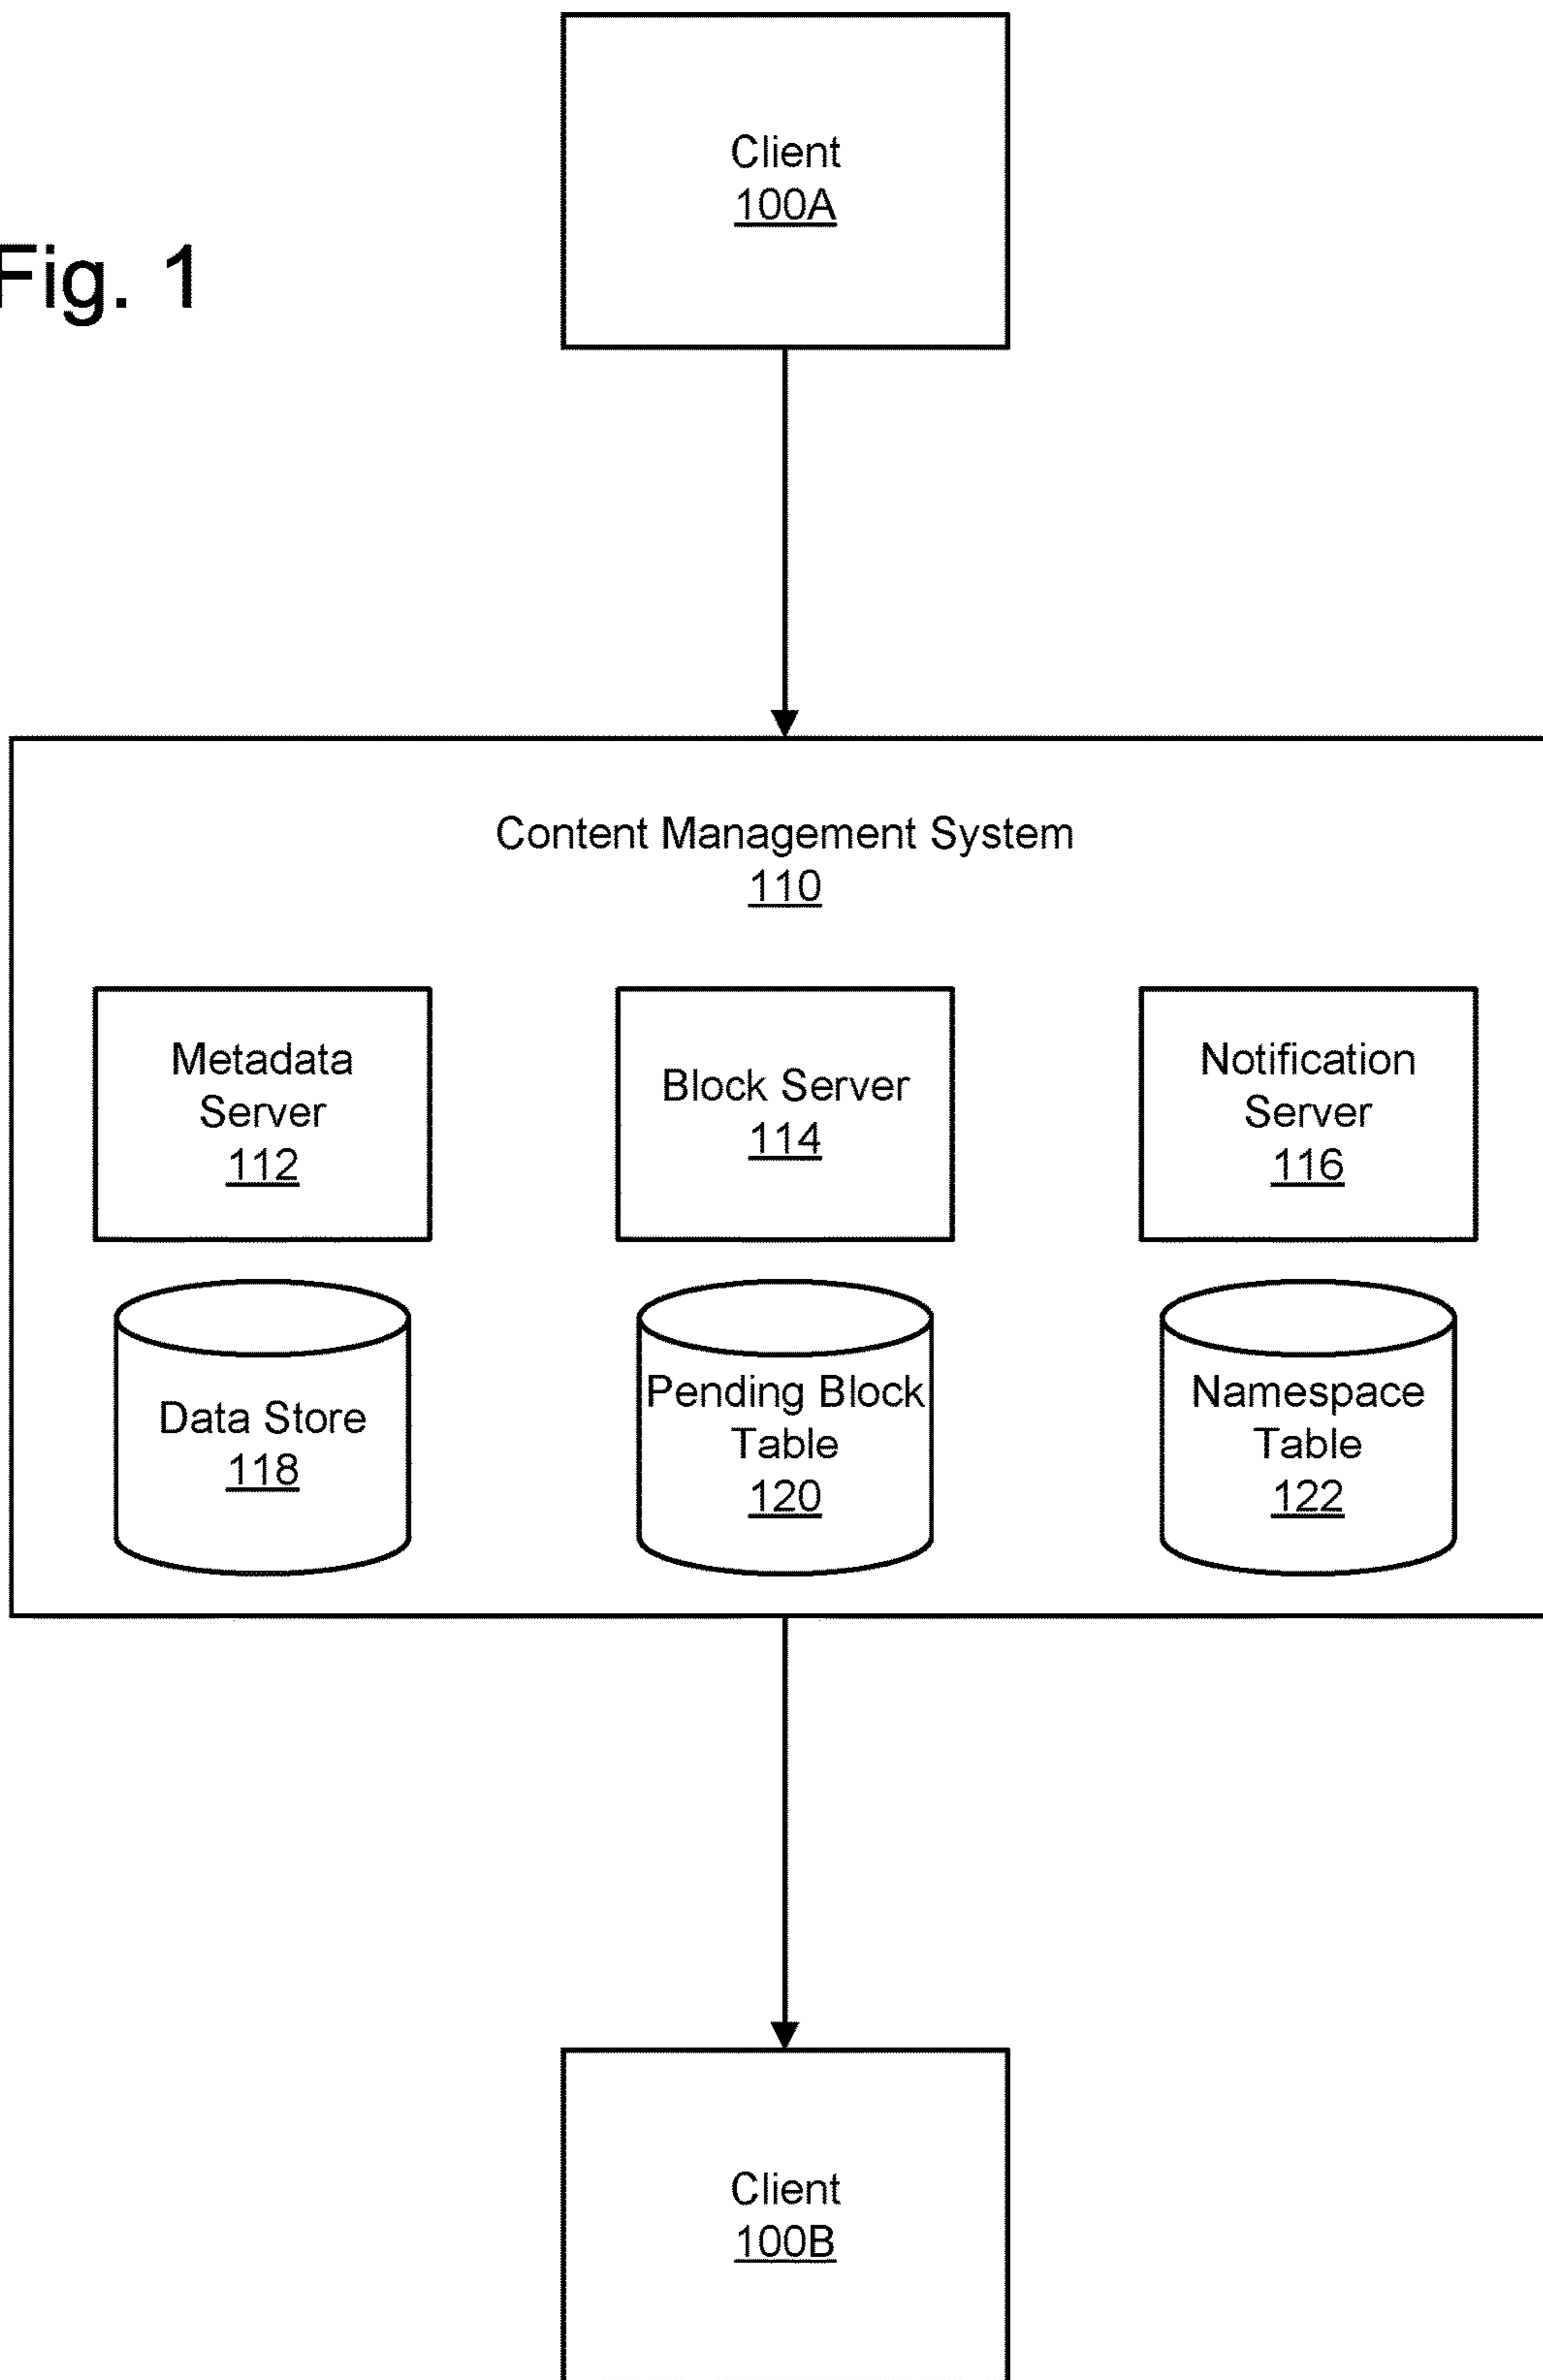 Client
100A
Fig. 1
Content Management System
110
Metadata
Server
112
Block Server
114
Notification
Server
116
Data Store
118
Pending Block
Table
120
Namespace
Table
122
Client
100B